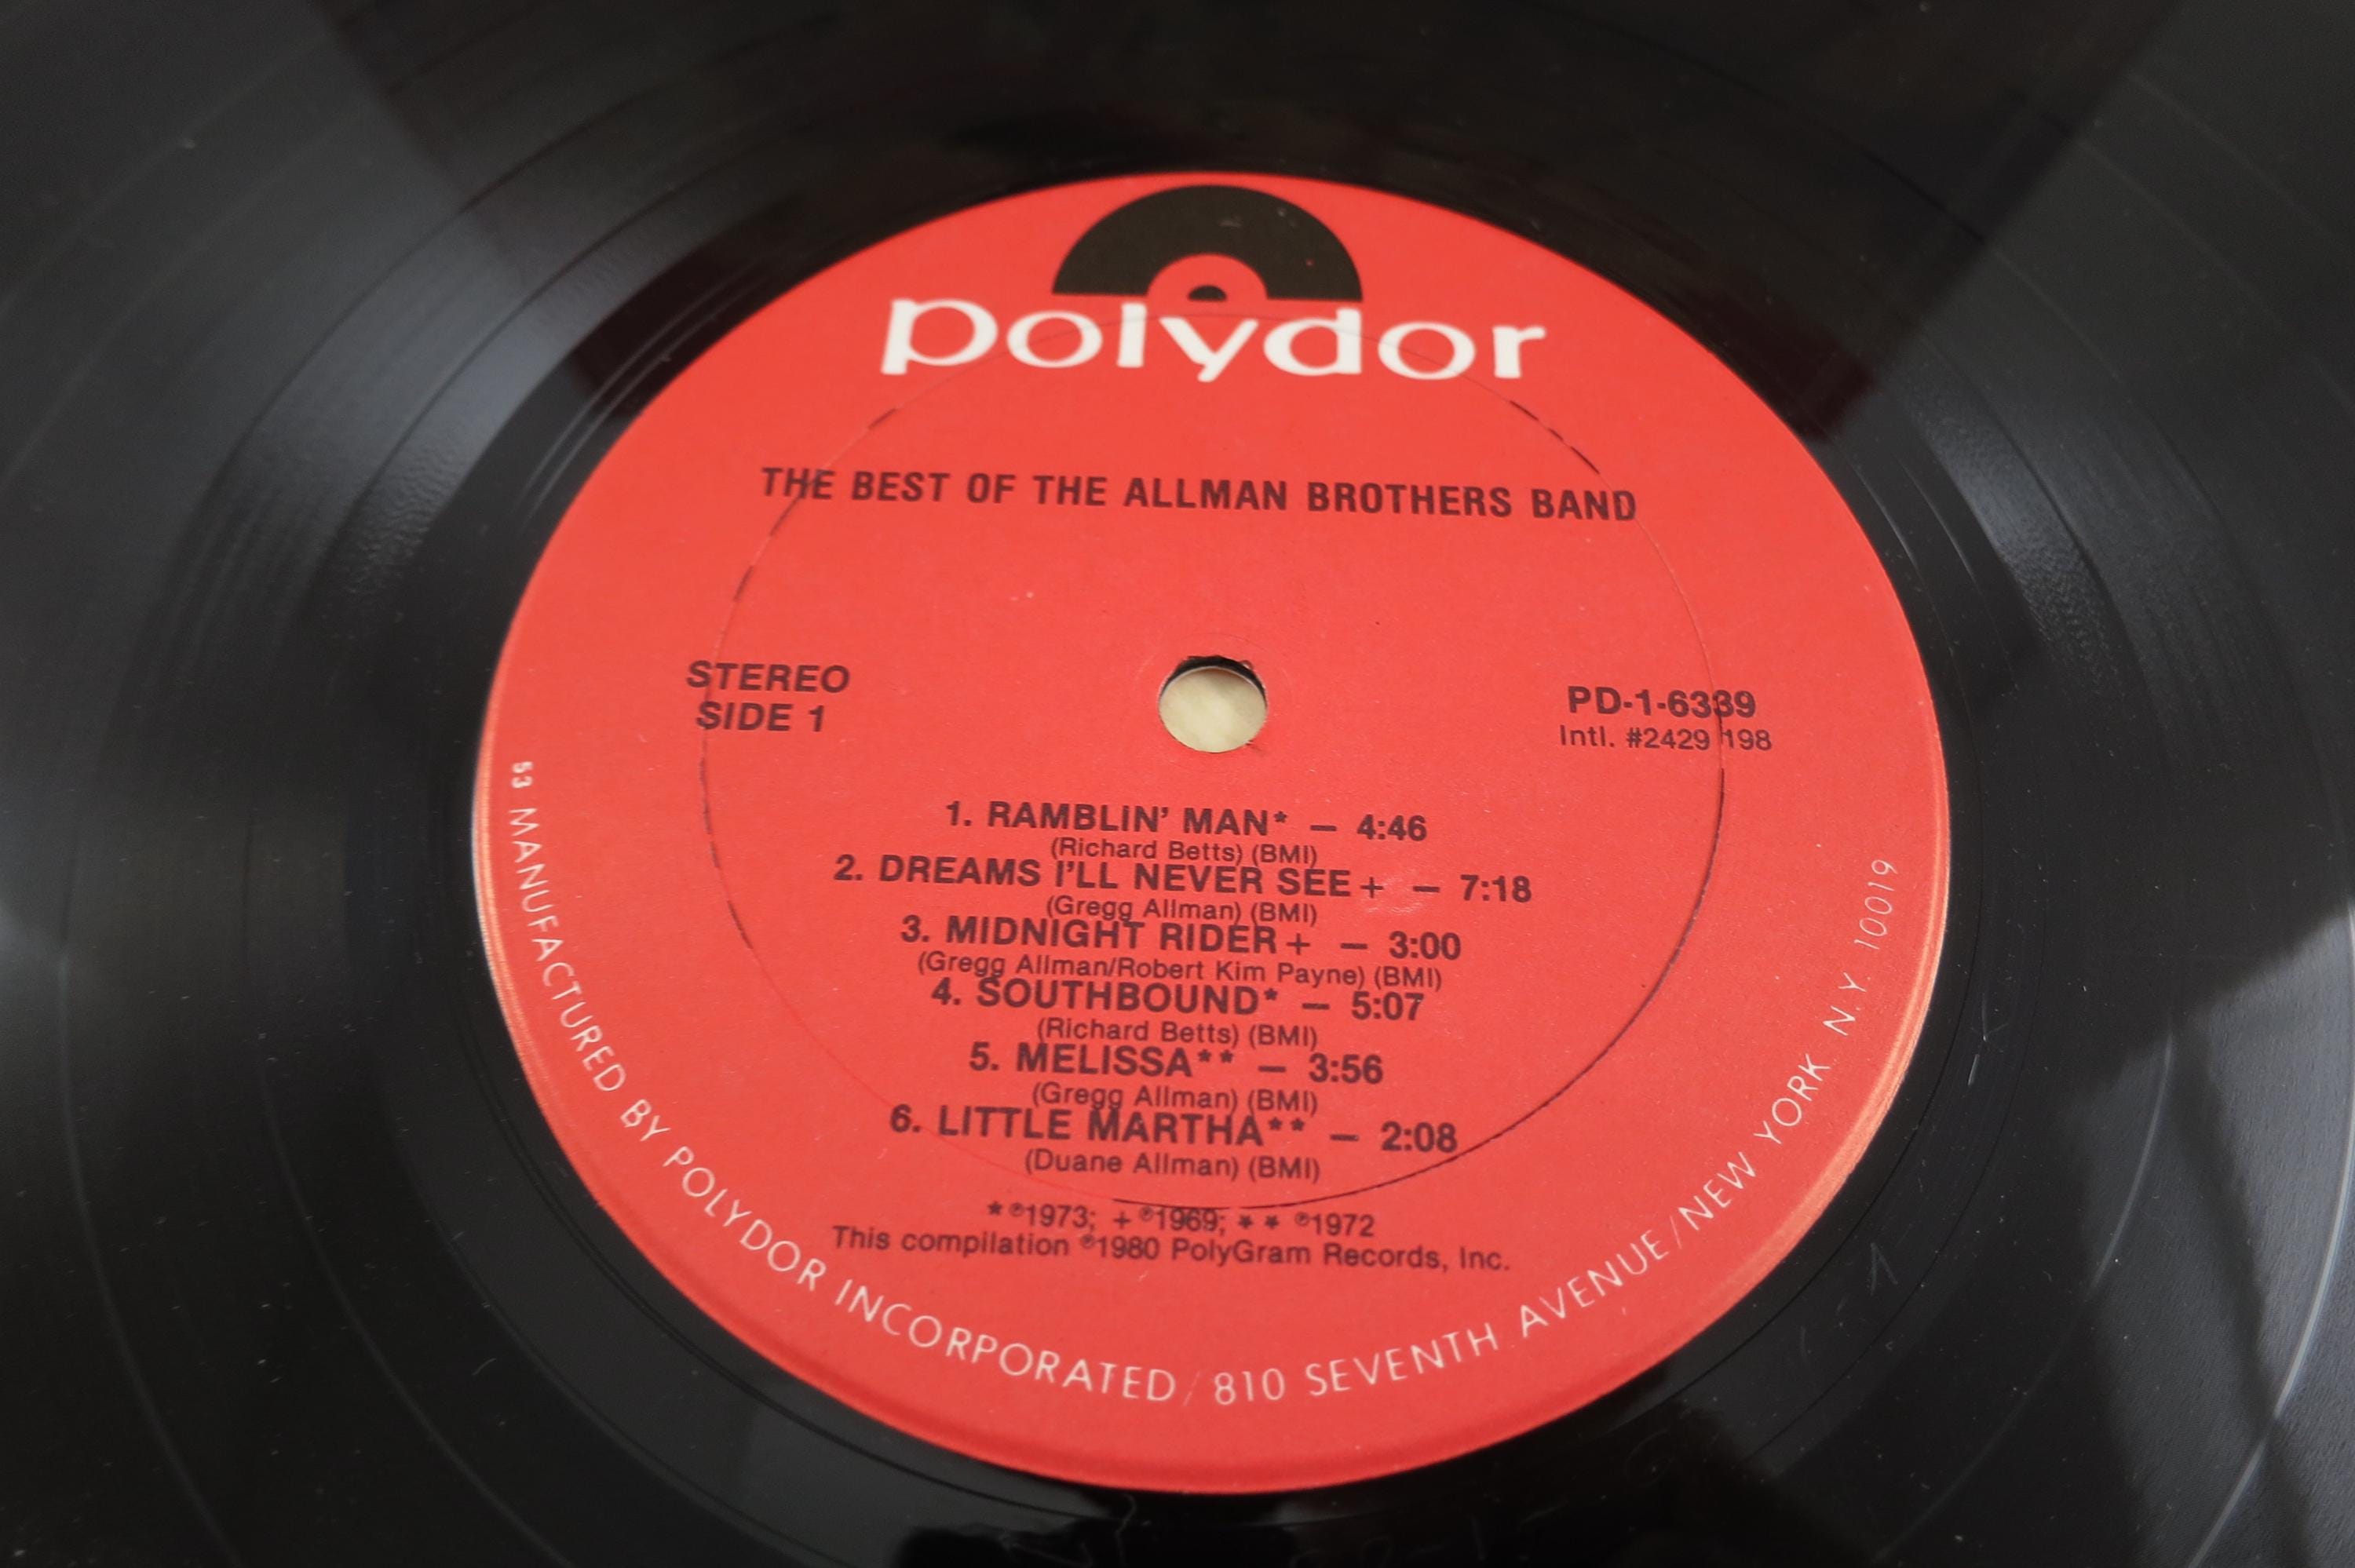 polydor
THE BEST OF THE ALLMAN BROTHERS BAND
STEREO
SIDE 1
PD-1-6339
Intl. #2429 198
1. RAMBLIN' MAN* — 4:46
(Richard Betts) (BMI)
2. DREAMS I'LL NEVER SEE+ — 7:18
(Gregg Allman) (BMI)
3. MIDNIGHT RIDER+ — 3:00
(Gregg Allman/Robert Kim Payne) (BMI)
4. SOUTHBOUND* — 5:07
(Richard Betts) (BMI)
5. MELISSA** — 3:56
(Gregg Allman) (BMI)
6. LITTLE MARTHA** — 2:08
(Duane Allman) (BMI)
*℗1973; +℗1969; ** ℗1972
This compilation ℗1980 PolyGram Records, Inc.
53 MANUFACTURED BY POLYDOR INCORPORATED / 810 SEVENTH AVENUE / NEW YORK N.Y. 10019